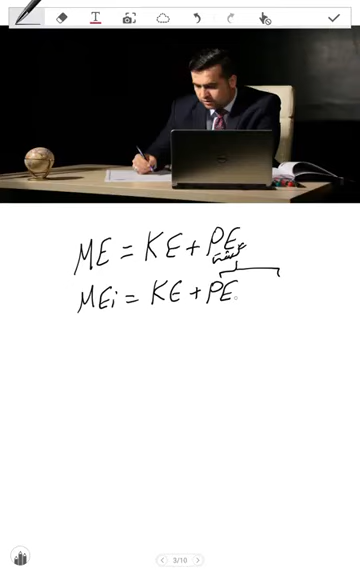 T
ME = KE + PE
MEi = KE + PE
3/10